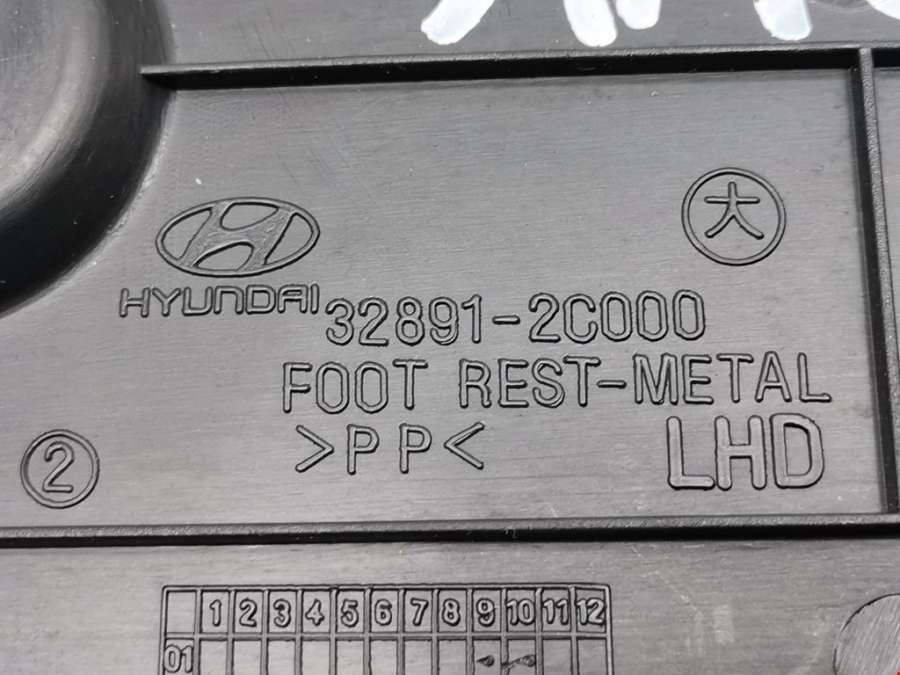 大
HYUNDAI
32891-2C000
FOOT REST-METAL
>PP<
LHD
2
1 2 3 4 5 6 7 8 9 10 11 12
01